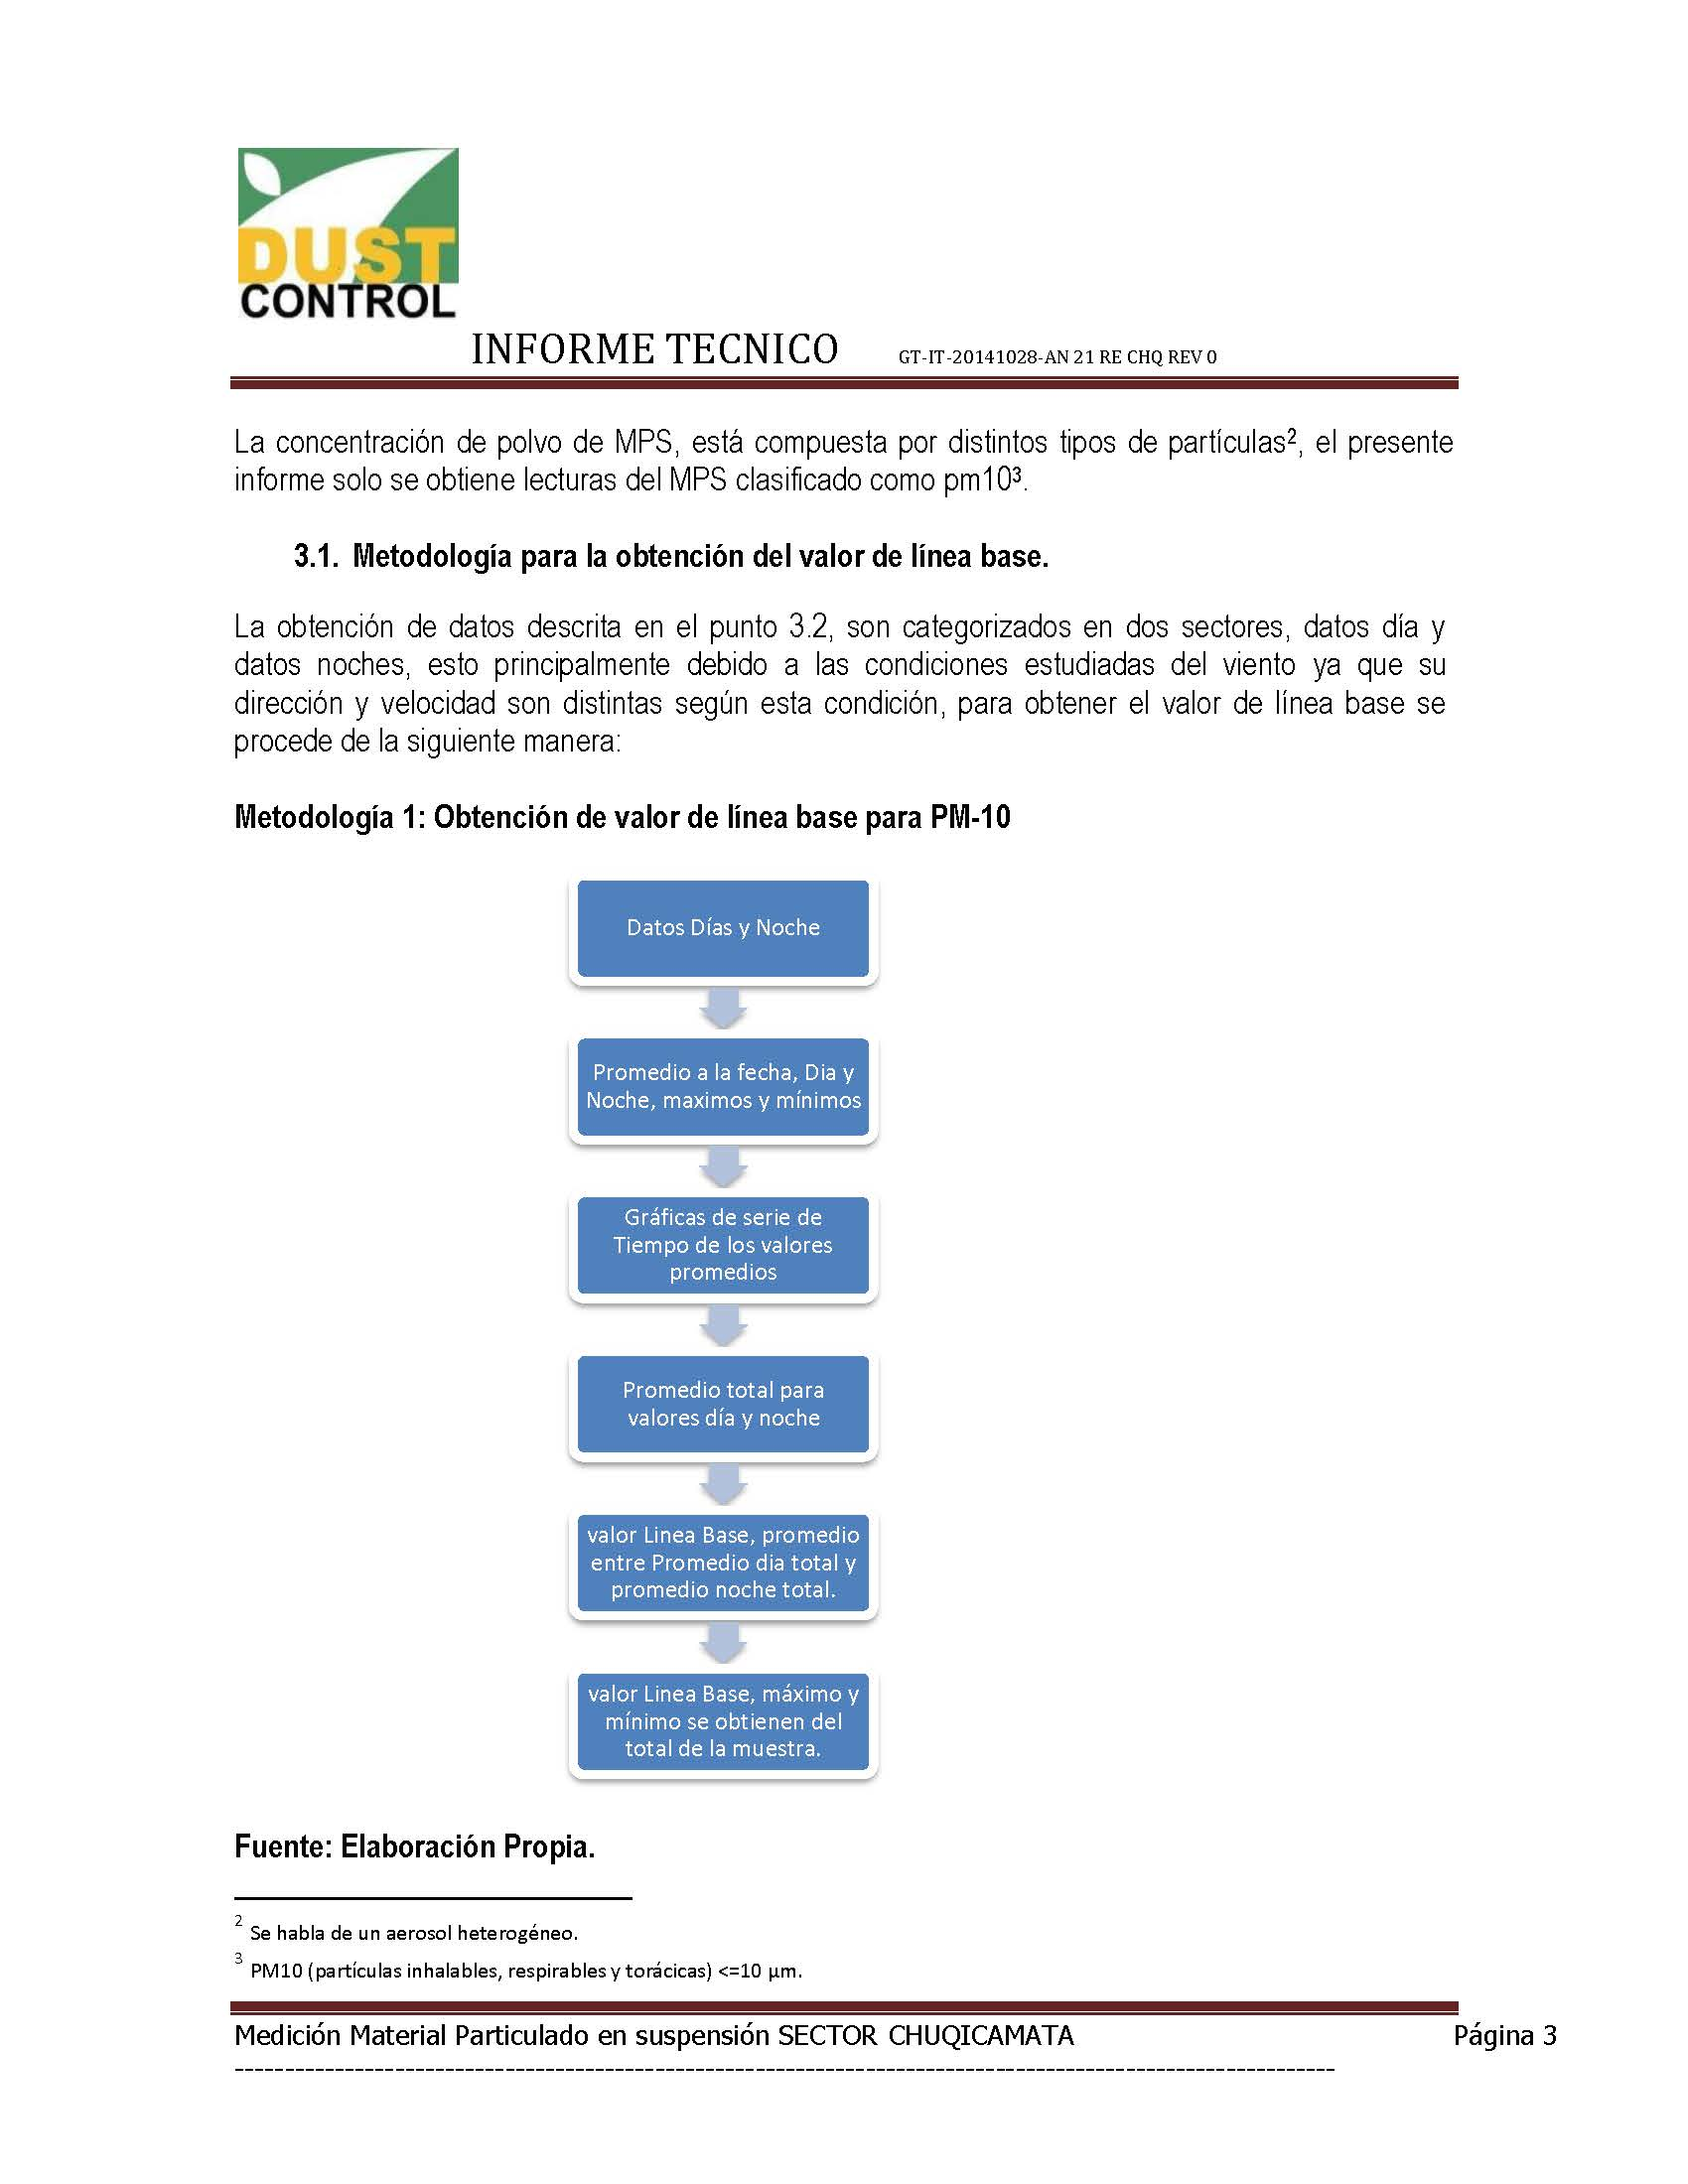 DUST
CONTROL
INFORME TECNICO GT-IT-20141028-AN 21 RE CHQ REV 0
La concentración de polvo de MPS, está compuesta por distintos tipos de partículas², el presente
informe solo se obtiene lecturas del MPS clasificado como pm10³.
3.1. Metodología para la obtención del valor de línea base.
La obtención de datos descrita en el punto 3.2, son categorizados en dos sectores, datos día y
datos noches, esto principalmente debido a las condiciones estudiadas del viento ya que su
dirección y velocidad son distintas según esta condición, para obtener el valor de línea base se
procede de la siguiente manera:
Metodología 1: Obtención de valor de línea base para PM-10
Datos Días y Noche
Promedio a la fecha, Dia y
Noche, maximos y mínimos
Gráficas de serie de
Tiempo de los valores
promedios
Promedio total para
valores día y noche
valor Linea Base, promedio
entre Promedio dia total y
promedio noche total.
valor Linea Base, máximo y
mínimo se obtienen del
total de la muestra.
Fuente: Elaboración Propia.
² Se habla de un aerosol heterogéneo.
³ PM10 (partículas inhalables, respirables y torácicas) <=10 µm.
Medición Material Particulado en suspensión SECTOR CHUQICAMATA Página 3
--------------------------------------------------------------------------------------------------------------